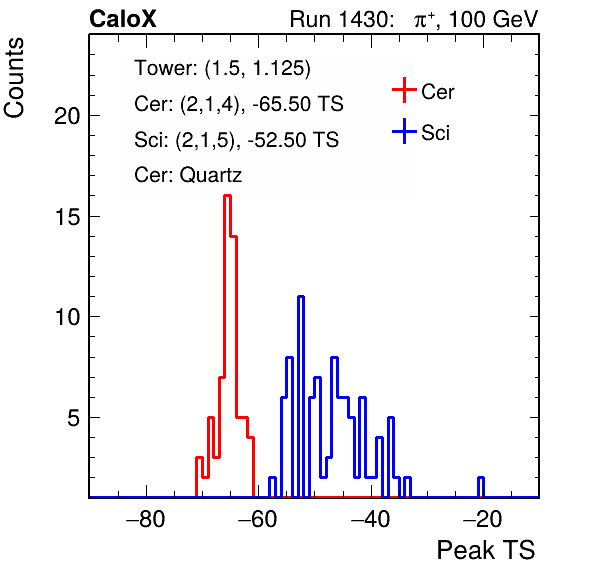 CaloX Run 1430: π⁺, 100 GeV
Counts
Tower: (1.5, 1.125)
Cer: (2,1,4), -65.50 TS
Sci: (2,1,5), -52.50 TS
Cer: Quartz
Cer
Sci
20
15
10
5
−80 −60 −40 −20
Peak TS